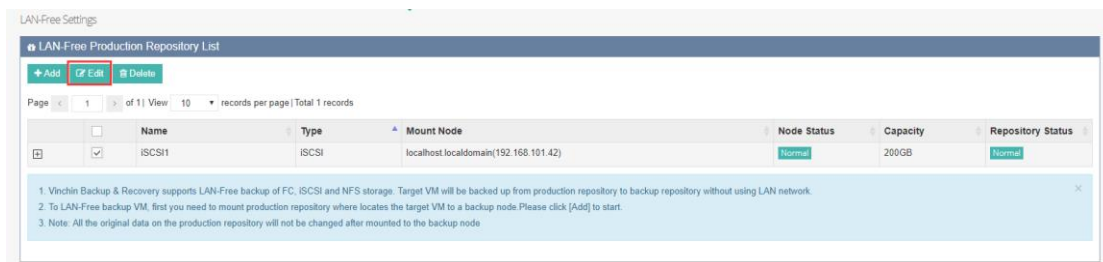 LAN-Free Settings
LAN-Free Production Repository List
Add Edit Delete
Page 1 of 1 | View 10 records per page | Total 1 records
Name Type Mount Node Node Status Capacity Repository Status
iSCSI1 iSCSI localhost.localdomain(192.168.101.42) Normal 200GB Normal
1. Vinchin Backup & Recovery supports LAN-Free backup of FC, iSCSI and NFS storage. Target VM will be backed up from production repository to backup repository without using LAN network.
2. To LAN-Free backup VM, first you need to mount production repository where locates the target VM to a backup node.Please click [Add] to start.
3. Note: All the original data on the production repository will not be changed after mounted to the backup node